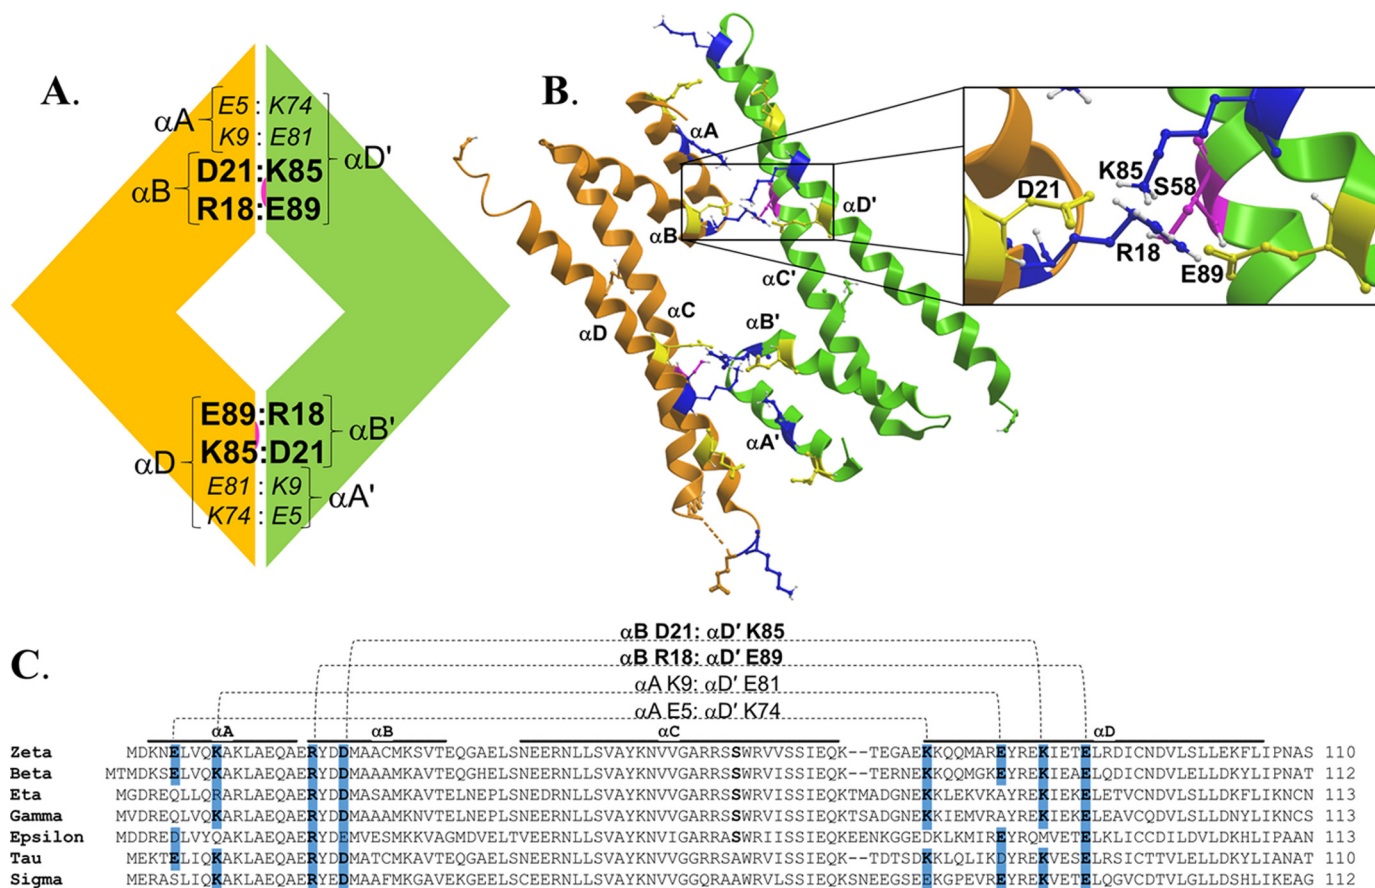 A.
αA
E5 : K74
K9 : E81
αB
D21:K85
R18:E89
αD'
E89:R18
K85:D21
αB'
αD
E81 : K9
K74 : E5
αA'
B.
αA
αB
αD'
αC'
αC
αD
αB'
αA'
K85
S58
D21
R18
E89
C.
αB D21: αD′ K85
αB R18: αD′ E89
αA K9: αD′ E81
αA E5: αD′ K74
αA αB αC αD
Zeta MDKNELVQKAKLAEQAERYDDMAACMKSVTEQGAELSNEERNLLSVAYKNVVGARRSSWRVVSSIEQK--TEGAEKKQQMAREYREKIETELRDICNDVLSLLEKFLIPNAS 110
Beta MTMDKSELVQKAKLAEQAERYDDMAAAMKAVTEQGHELSNEERNLLSVAYKNVVGARRSSWRVISSIEQK--TERNEKKQQMGKEYREKIEAELQDICNDVLELLDKYLIPNAT 112
Eta MGDREQLLQRARLAEQAERYDDMASAMKAVTELNEPLSNEDRNLLSVAYKNVVGARRSSWRVISSIEQKTMADGNEKKLEKVKAYREKIEKELETVCNDVLSLLDKFLIKNCN 113
Gamma MVDREQLVQKARLAEQAERYDDMAAAMKNVTELNEPLSNEERNLLSVAYKNVVGARRSSWRVISSIEQKTSADGNEKKIEMVRAYREKIEKELEAVCQDVLSLLDNYLIKNCS 113
Epsilon MDDREDLVYQAKLAEQAERYDEMVESMKKVAGMDVELTVEERNLLSVAYKNVIGARRASWRIISSIEQKEENKGGEDKLKMIREYRQMVETELKLICCDILDVLDKHLIPAAN 113
Tau MEKTELIQKAKLAEQAERYDDMATCMKAVTEQGAELSNEERNLLSVAYKNVVGGRRSAWRVISSIEQK--TDTSDKKLQLIKDYREKVESELRSICTTVLELLDKYLIANAT 110
Sigma MERASLIQKAKLAEQAERYEDMAAFMKGAVEKGEELSCEERNLLSVAYKNVVGGQRAAWRVLSSIEQKSNEEGSEEKGPEVREYREKVETELQGVCDTVLGLLDSHLIKEAG 112